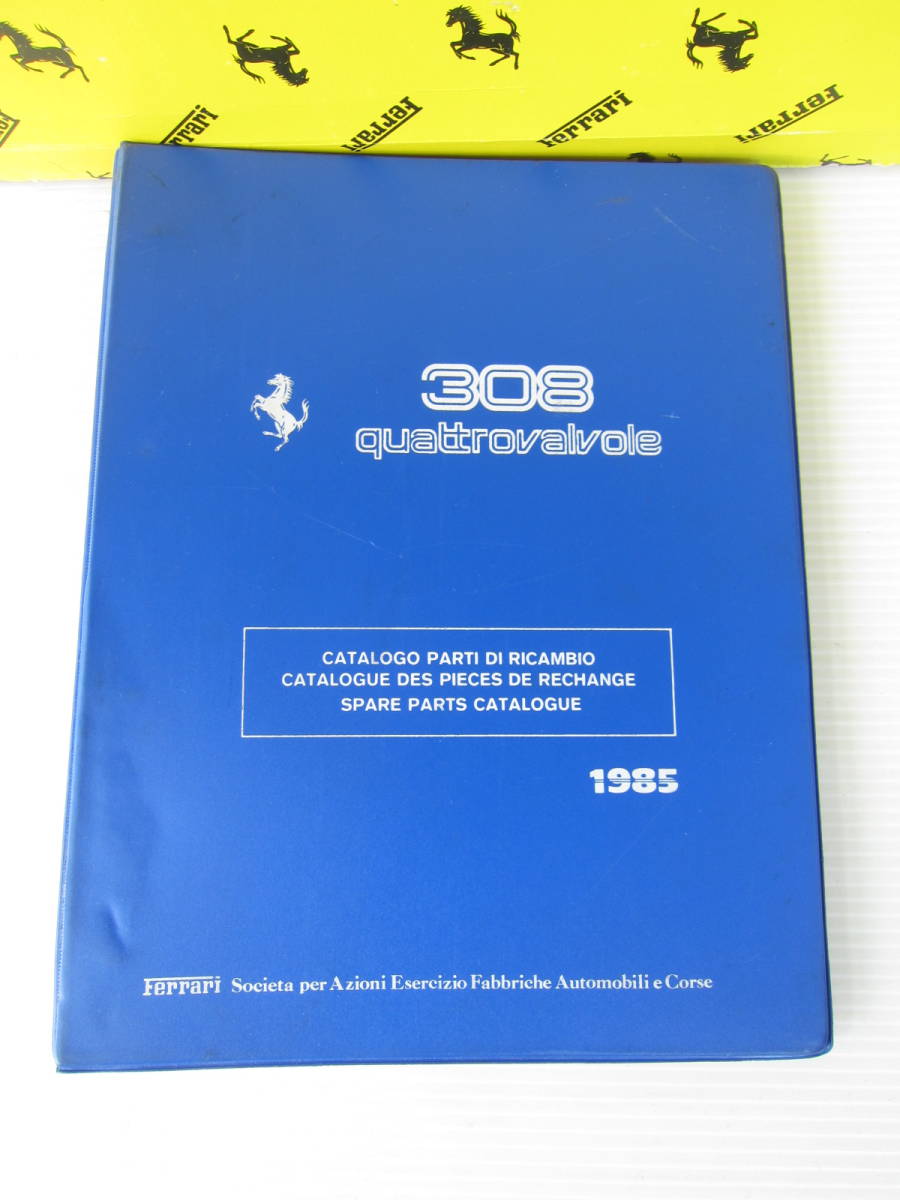 Ferrari
Ferrari
Ferrari
Ferrari
Ferrari
308
quattrovalvole
CATALOGO PARTI DI RICAMBIO
CATALOGUE DES PIECES DE RECHANGE
SPARE PARTS CATALOGUE
1985
Ferrari Societa per Azioni Esercizio Fabbriche Automobili e Corse